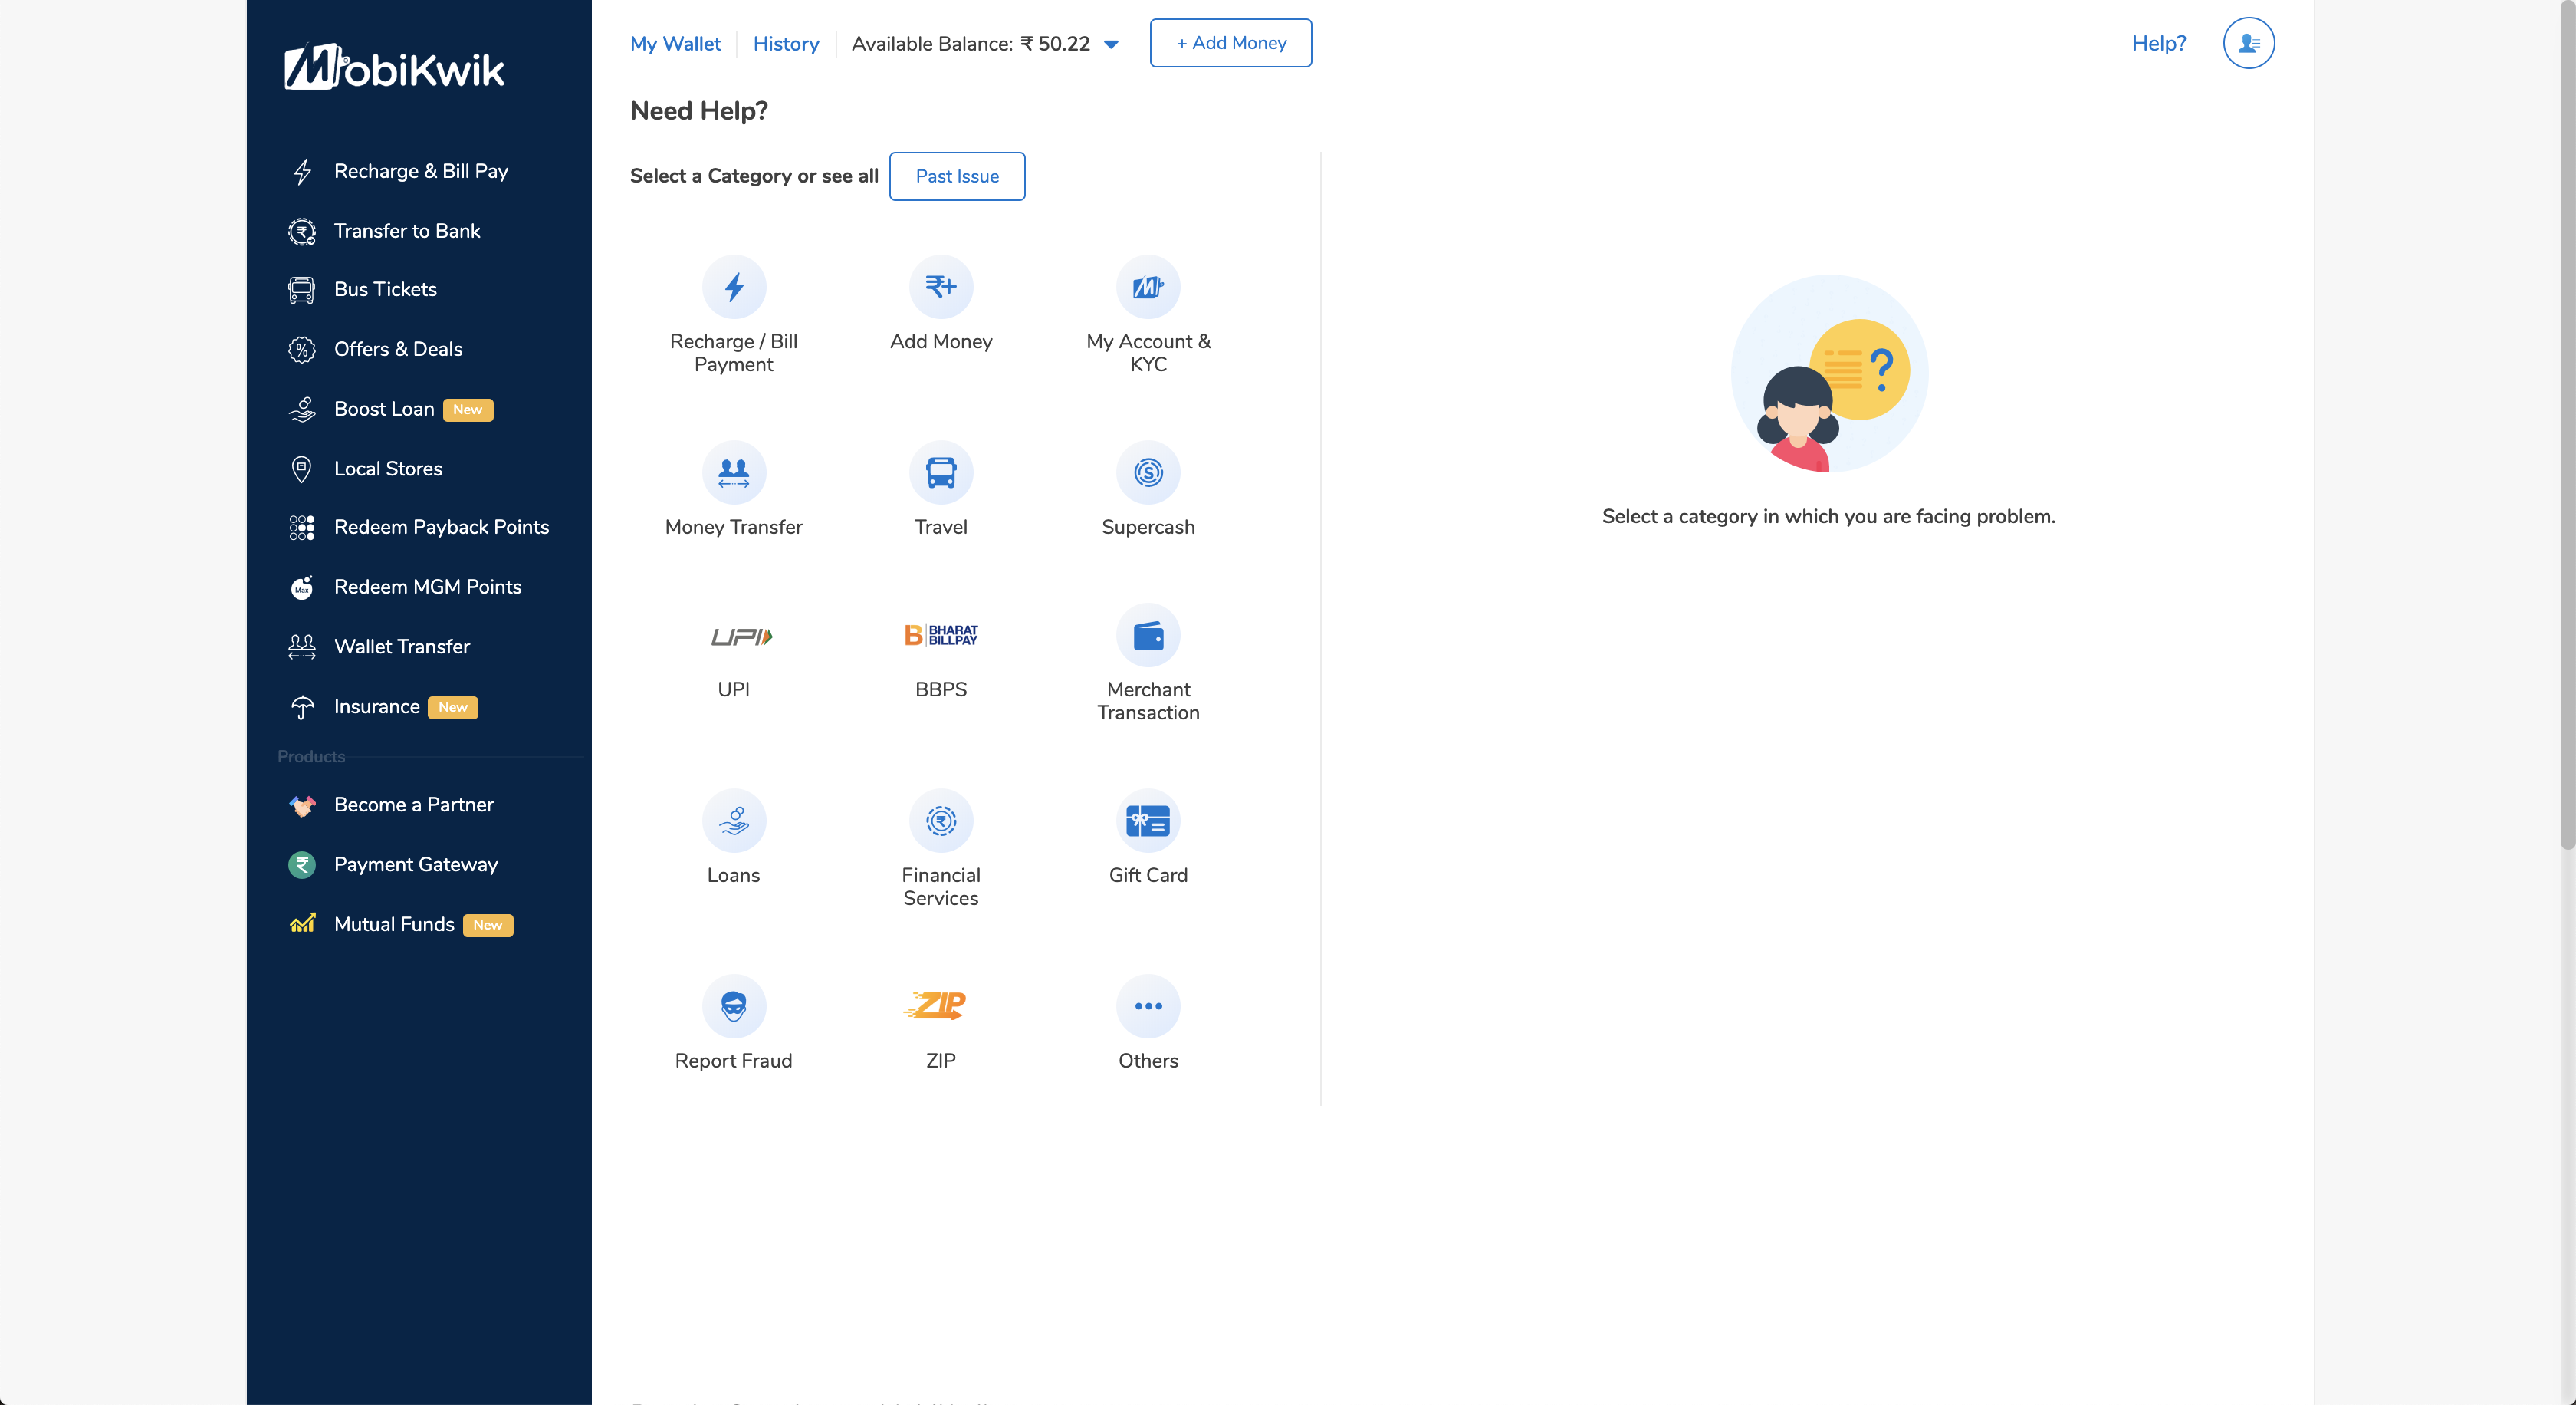 MobiKwik
Recharge & Bill Pay
Transfer to Bank
Bus Tickets
Offers & Deals
Boost Loan New
Local Stores
Redeem Payback Points
Max
Redeem MGM Points
Wallet Transfer
Insurance New
Products
Become a Partner
Payment Gateway
Mutual Funds New
My Wallet History Available Balance: ₹ 50.22 + Add Money Help?
Need Help?
Select a Category or see all Past Issue
Recharge / Bill
Payment
Add Money
My Account &
KYC
Money Transfer
Travel
Supercash
UPI
UPI
BHARAT
BILLPAY
BBPS
Merchant
Transaction
Loans
Financial
Services
Gift Card
Report Fraud
ZIP
ZIP
Others
?
Select a category in which you are facing problem.